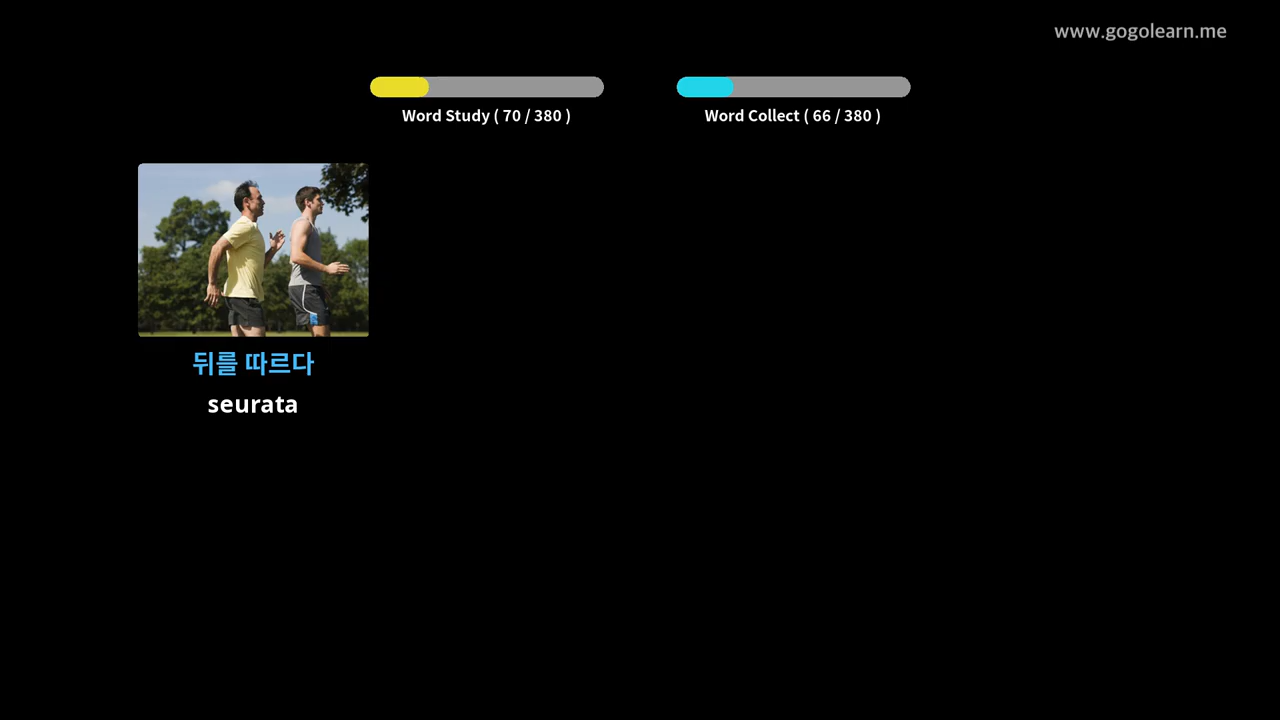 www.gogolearn.me
Word Study ( 70 / 380 )
Word Collect ( 66 / 380 )
뒤를 따르다
seurata